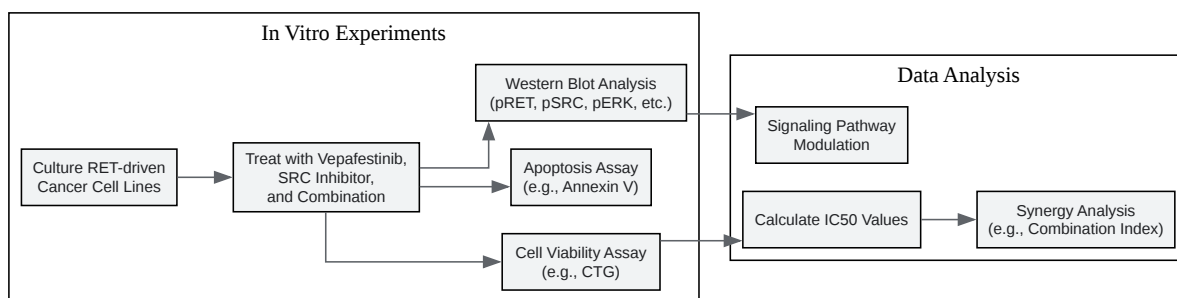 In Vitro Experiments
Culture RET-driven
Cancer Cell Lines
Treat with Vepafestinib,
SRC Inhibitor,
and Combination
Western Blot Analysis
(pRET, pSRC, pERK, etc.)
Apoptosis Assay
(e.g., Annexin V)
Cell Viability Assay
(e.g., CTG)
Data Analysis
Signaling Pathway
Modulation
Calculate IC50 Values
Synergy Analysis
(e.g., Combination Index)